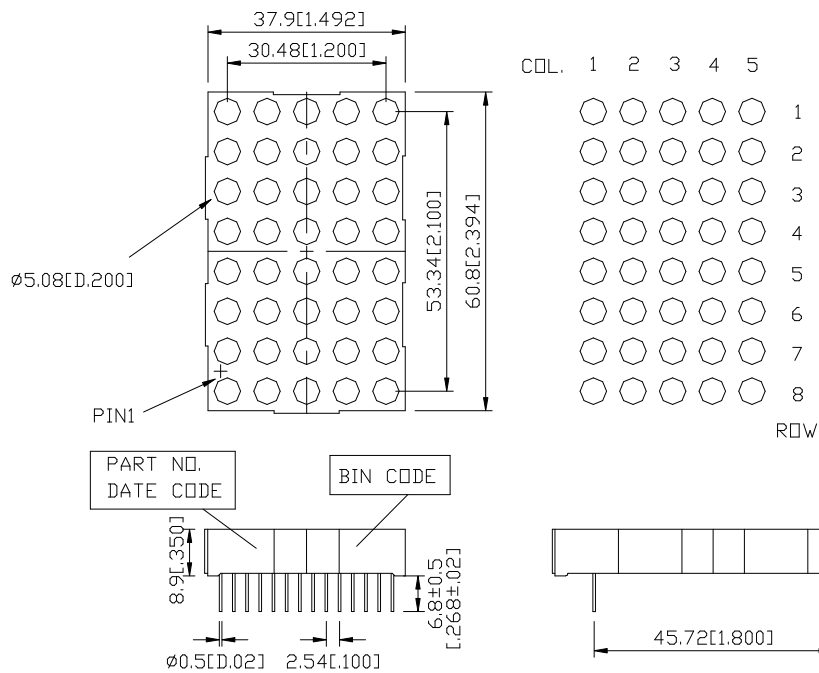 37.9[1.492]
30.48[1.200]
COL. 1 2 3 4 5
1
2
3
4
5
6
7
8
ROW
53.34[2.100]
60.8[2.394]
ø5.08[D.200]
PIN1
PART NO.
DATE CODE
BIN CODE
8.9[.350]
6.8±0.5
[.268±.02]
ø0.5[D.02]
2.54[.100]
45.72[1.800]